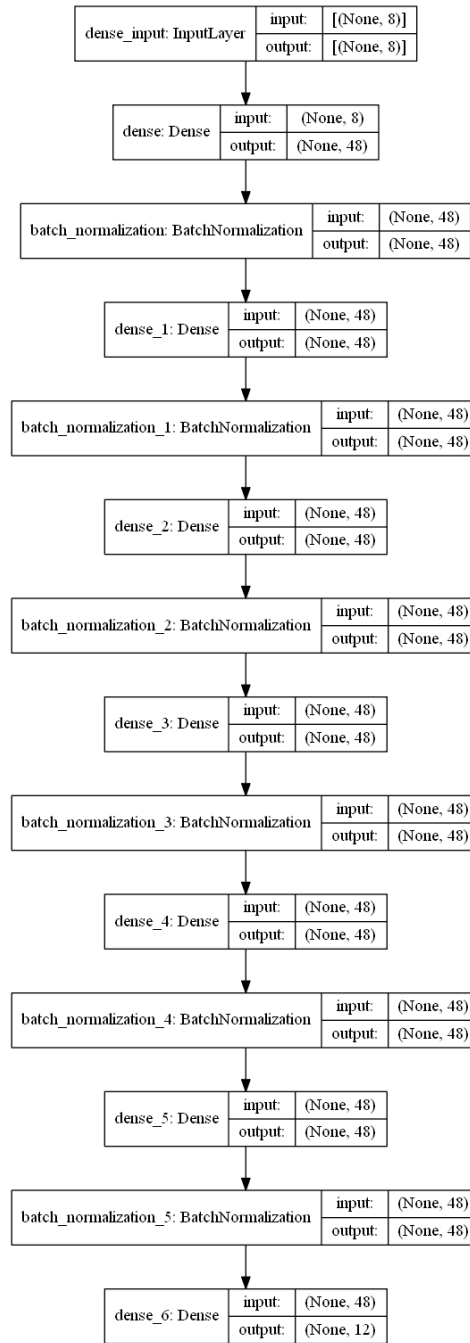 dense_input: InputLayer
input: [(None, 8)]
output: [(None, 8)]
dense: Dense
input: (None, 8)
output: (None, 48)
batch_normalization: BatchNormalization
input: (None, 48)
output: (None, 48)
dense_1: Dense
input: (None, 48)
output: (None, 48)
batch_normalization_1: BatchNormalization
input: (None, 48)
output: (None, 48)
dense_2: Dense
input: (None, 48)
output: (None, 48)
batch_normalization_2: BatchNormalization
input: (None, 48)
output: (None, 48)
dense_3: Dense
input: (None, 48)
output: (None, 48)
batch_normalization_3: BatchNormalization
input: (None, 48)
output: (None, 48)
dense_4: Dense
input: (None, 48)
output: (None, 48)
batch_normalization_4: BatchNormalization
input: (None, 48)
output: (None, 48)
dense_5: Dense
input: (None, 48)
output: (None, 48)
batch_normalization_5: BatchNormalization
input: (None, 48)
output: (None, 48)
dense_6: Dense
input: (None, 48)
output: (None, 12)